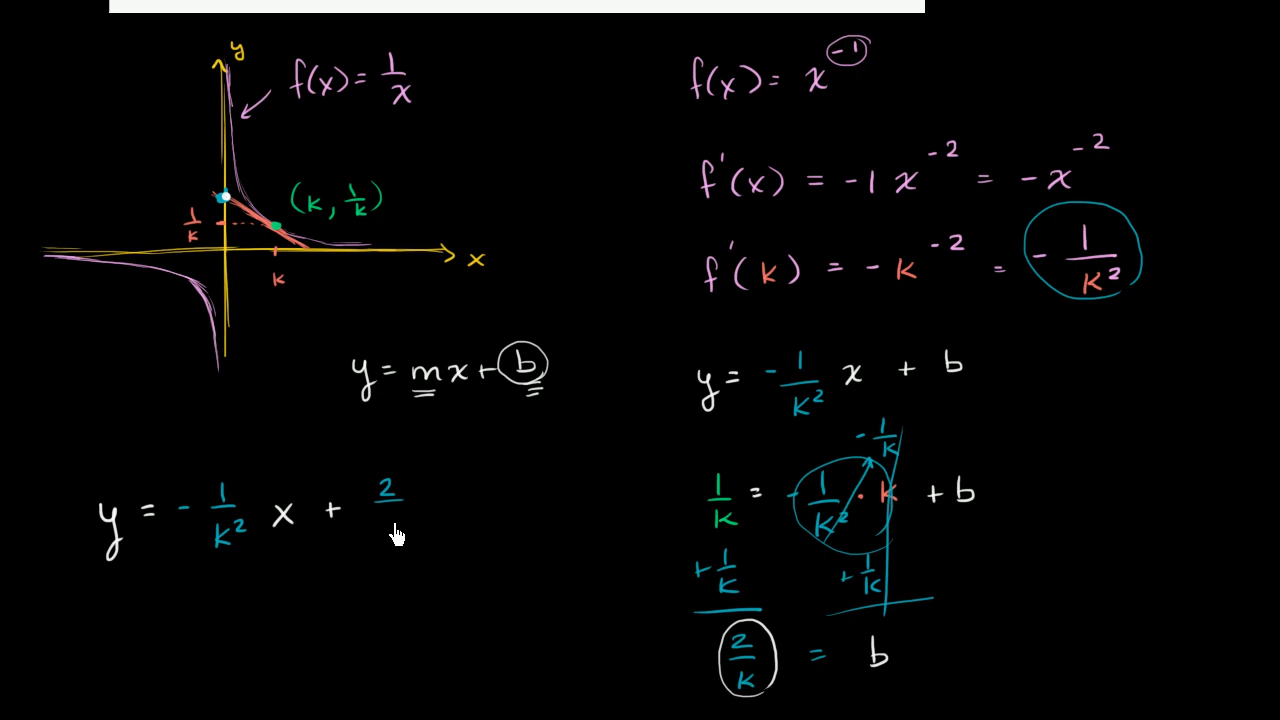 y
f(x) = 1/x
(k, 1/k)
1/k
x
k
y = mx + b
y = - 1/k² x + 2/
f(x) = x⁻¹
f'(x) = -1 x⁻² = -x⁻²
f'(k) = -k⁻² = - 1/k²
y = - 1/k² x + b
- 1/k
1/k = - 1/k² · k + b
+ 1/k + 1/k
2/k = b